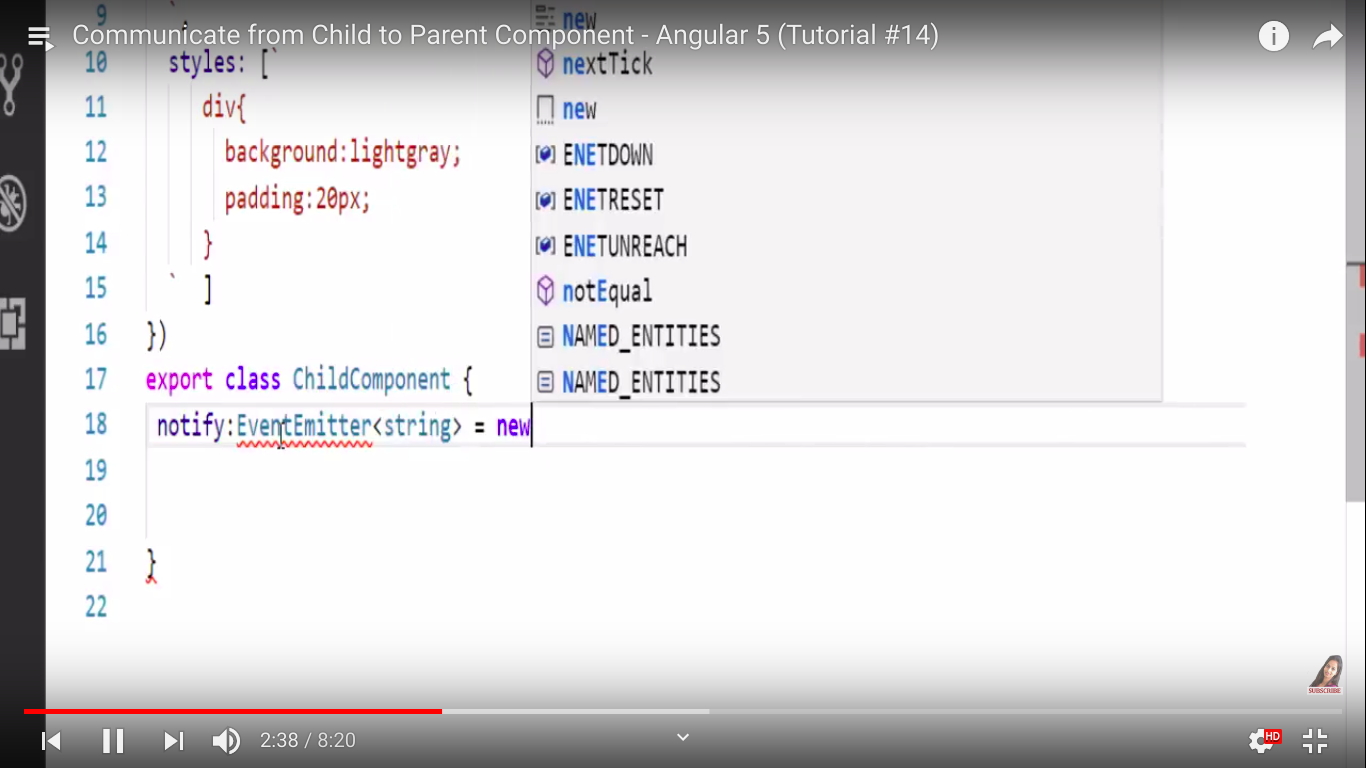 Communicate from Child to Parent Component - Angular 5 (Tutorial #14)
9 `
10 styles: [`
11 div{
12 background:lightgray;
13 padding:20px;
14 }
15 ` ]
16 })
17 export class ChildComponent {
18 notify:EventEmitter<string> = new
19
20
21 }
22
new
nextTick
new
ENETDOWN
ENETRESET
ENETUNREACH
notEqual
NAMED_ENTITIES
NAMED_ENTITIES
SUBSCRIBE
2:38 / 8:20
HD